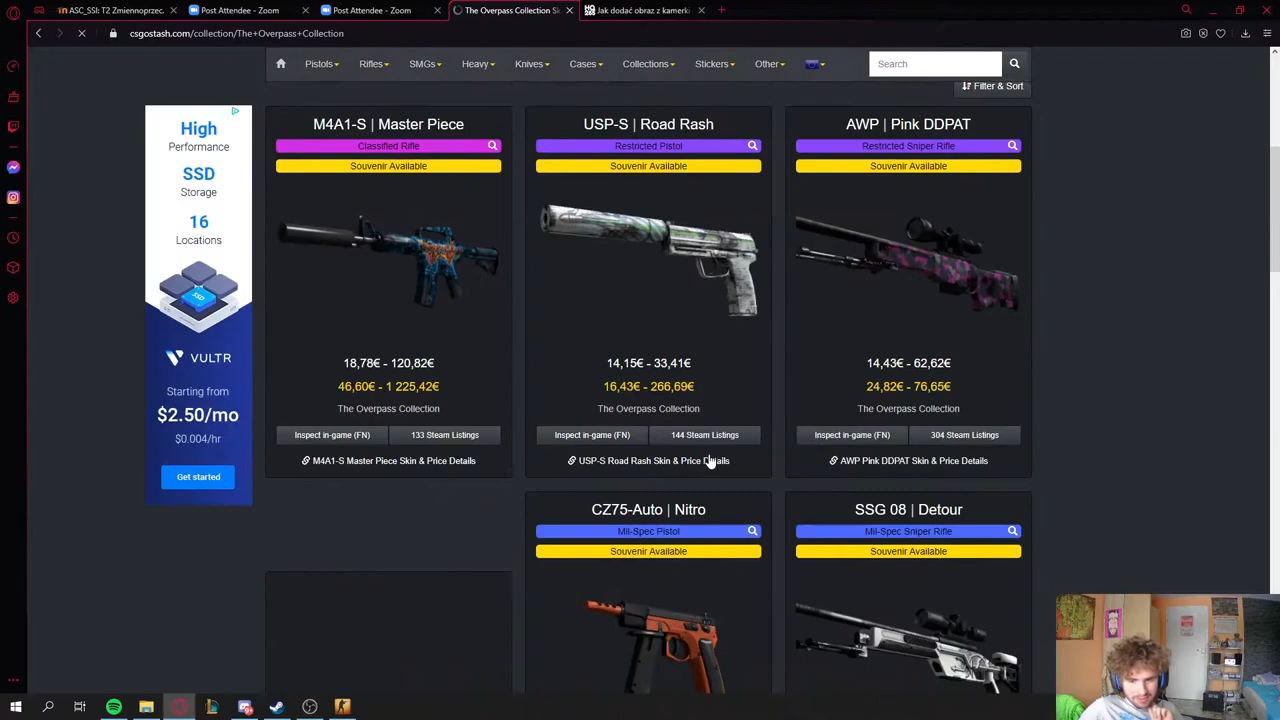 ASC_SSI: T2 Zmiennoprzec.
Post Attendee - Zoom
Post Attendee - Zoom
The Overpass Collection Sk
Jak dodać obraz z kamerki
csgostash.com/collection/The+Overpass+Collection
Pistols
Rifles
SMGs
Heavy
Knives
Cases
Collections
Stickers
Other
Search
Filter & Sort
High
Performance
SSD
Storage
16
Locations
SSD
VULTR
Starting from
$2.50/mo
$0.004/hr
Get started
M4A1-S | Master Piece
Classified Rifle
Souvenir Available
18,78€ - 120,82€
46,60€ - 1 225,42€
The Overpass Collection
Inspect in-game (FN)
133 Steam Listings
M4A1-S Master Piece Skin & Price Details
USP-S | Road Rash
Restricted Pistol
Souvenir Available
14,15€ - 33,41€
16,43€ - 266,69€
The Overpass Collection
Inspect in-game (FN)
144 Steam Listings
USP-S Road Rash Skin & Price Details
AWP | Pink DDPAT
Restricted Sniper Rifle
Souvenir Available
14,43€ - 62,62€
24,82€ - 76,65€
The Overpass Collection
Inspect in-game (FN)
304 Steam Listings
AWP Pink DDPAT Skin & Price Details
CZ75-Auto | Nitro
Mil-Spec Pistol
Souvenir Available
SSG 08 | Detour
Mil-Spec Sniper Rifle
Souvenir Available